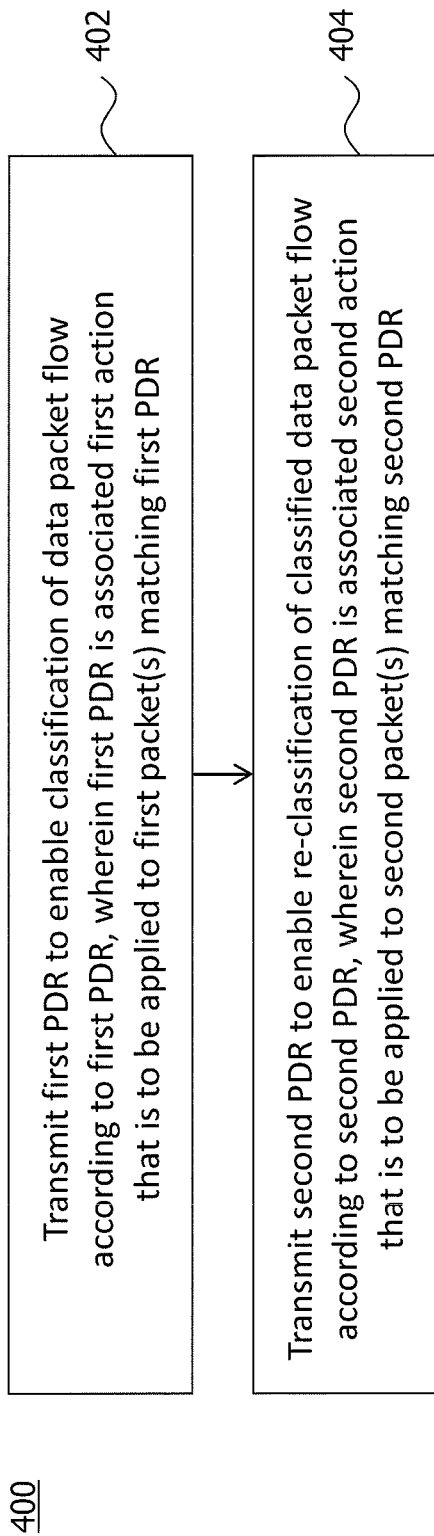 400
Transmit first PDR to enable classification of data packet flow
according to first PDR, wherein first PDR is associated first action
that is to be applied to first packet(s) matching first PDR
402
Transmit second PDR to enable re-classification of classified data packet flow
according to second PDR, wherein second PDR is associated second action
that is to be applied to second packet(s) matching second PDR
404